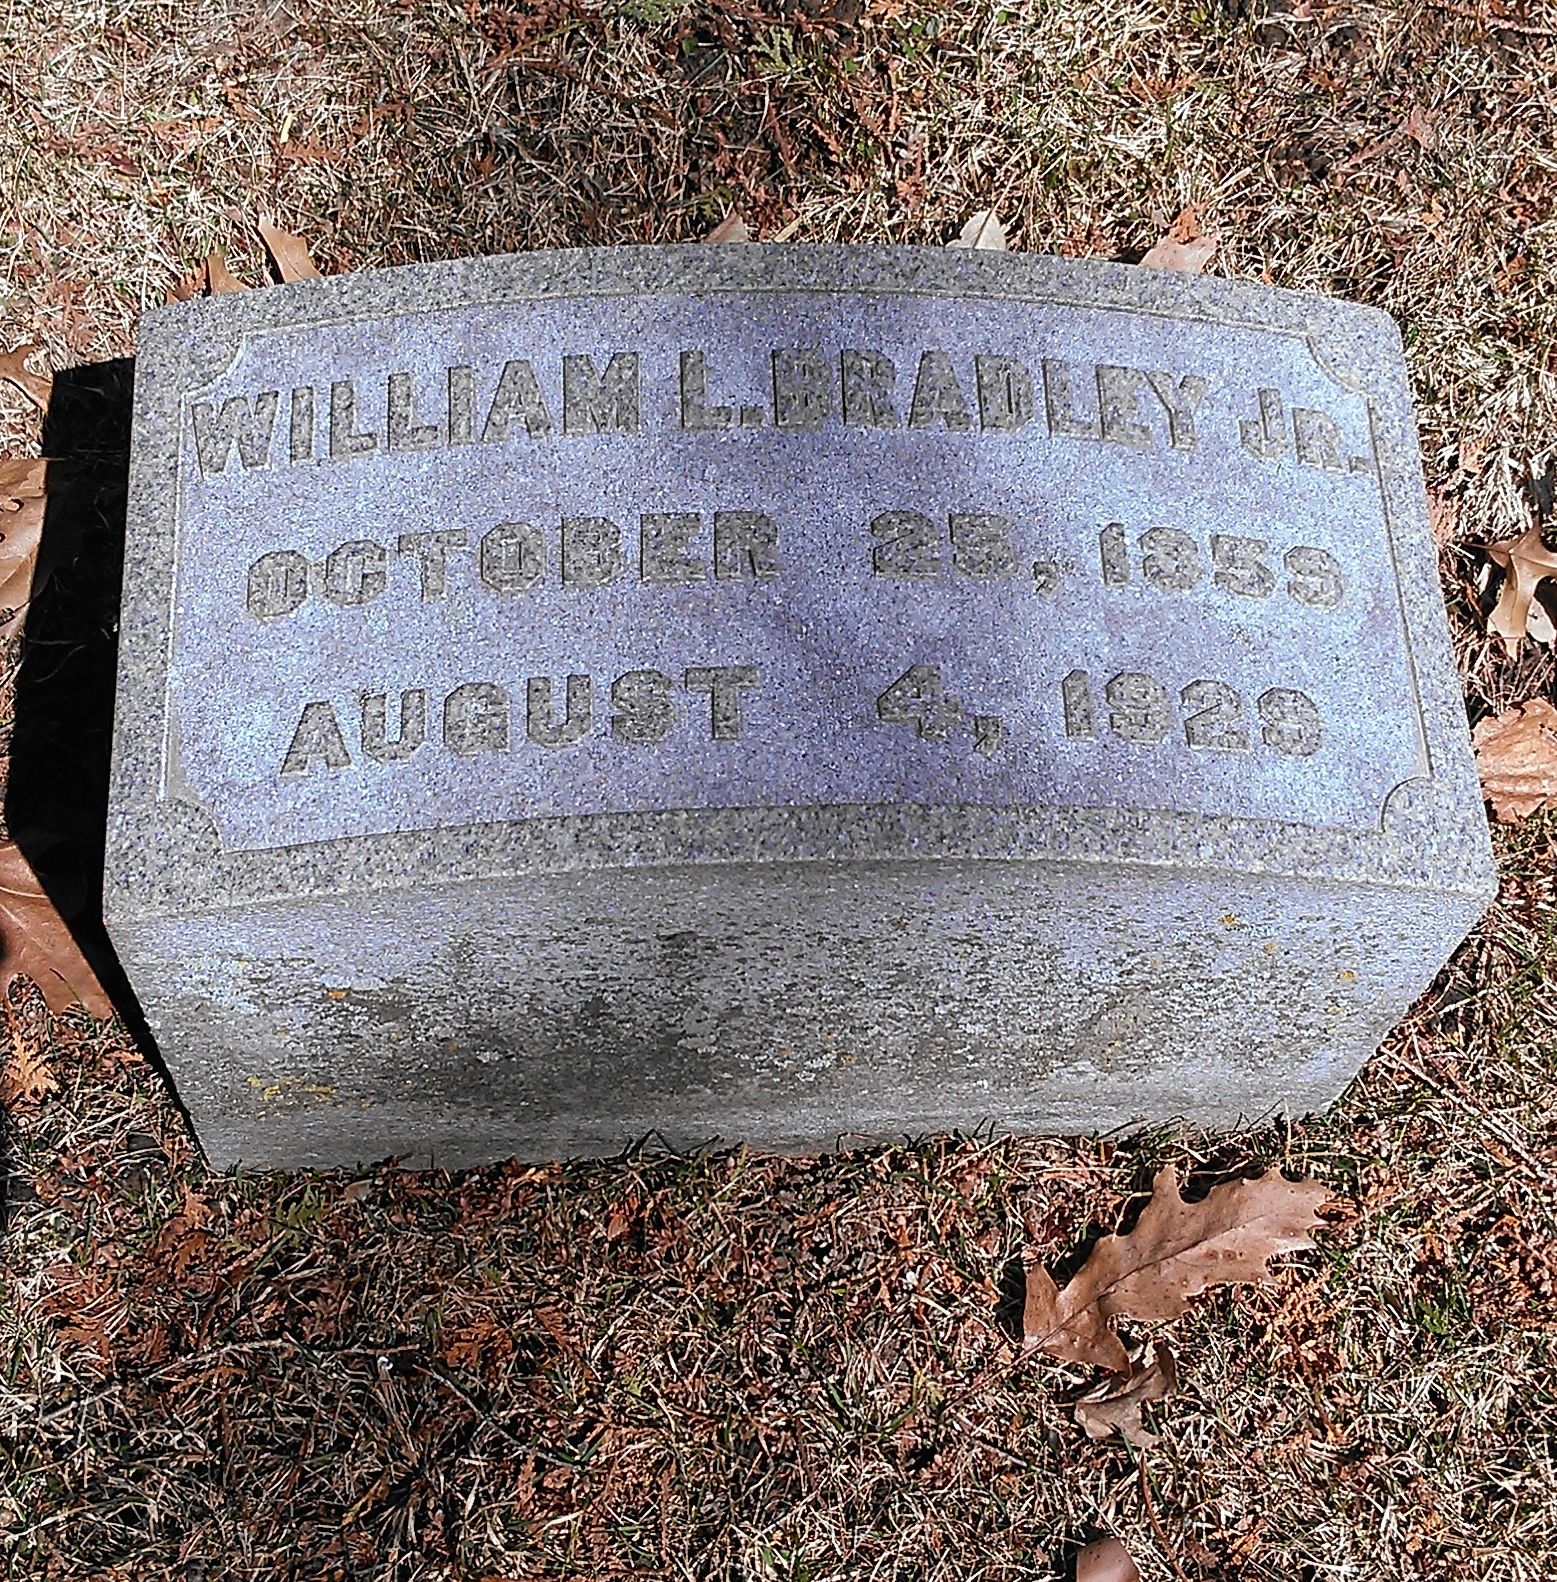 WILLIAM L. BRADLEY JR.
OCTOBER 25, 1859
AUGUST 4, 1929